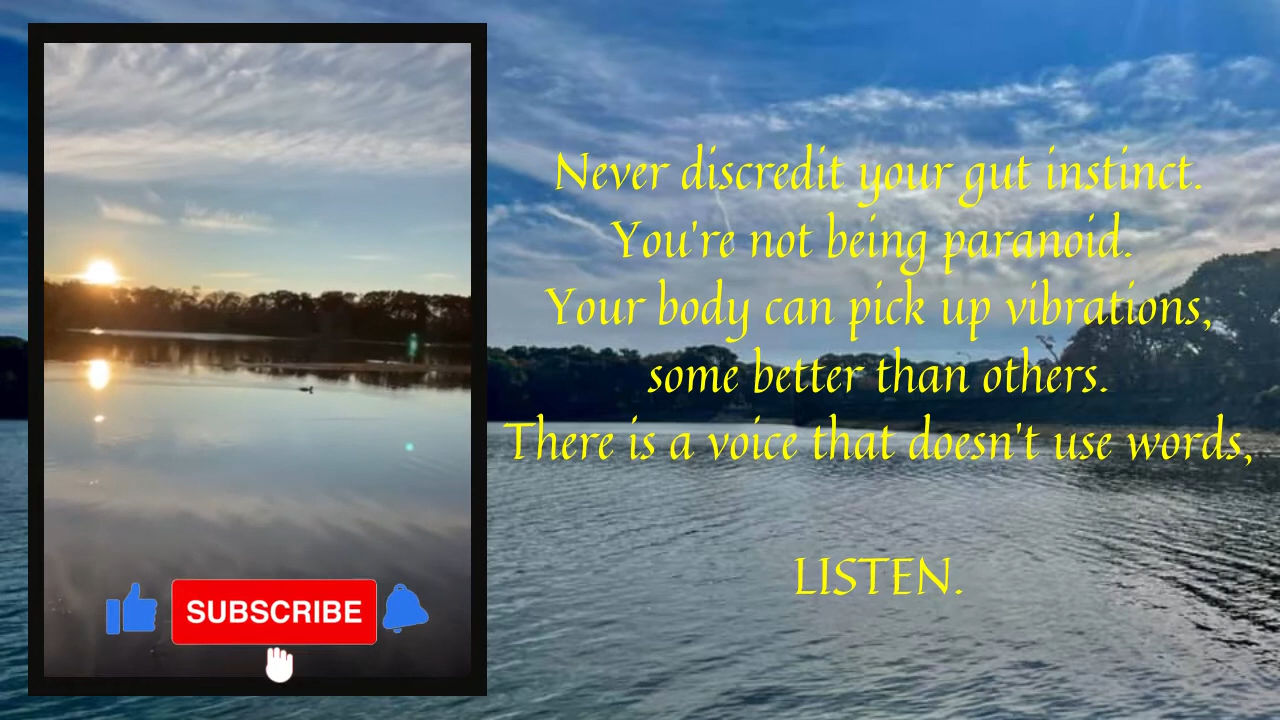 Never discredit your gut instinct.
You're not being paranoid.
Your body can pick up vibrations,
some better than others.
There is a voice that doesn't use words,
LISTEN.
SUBSCRIBE